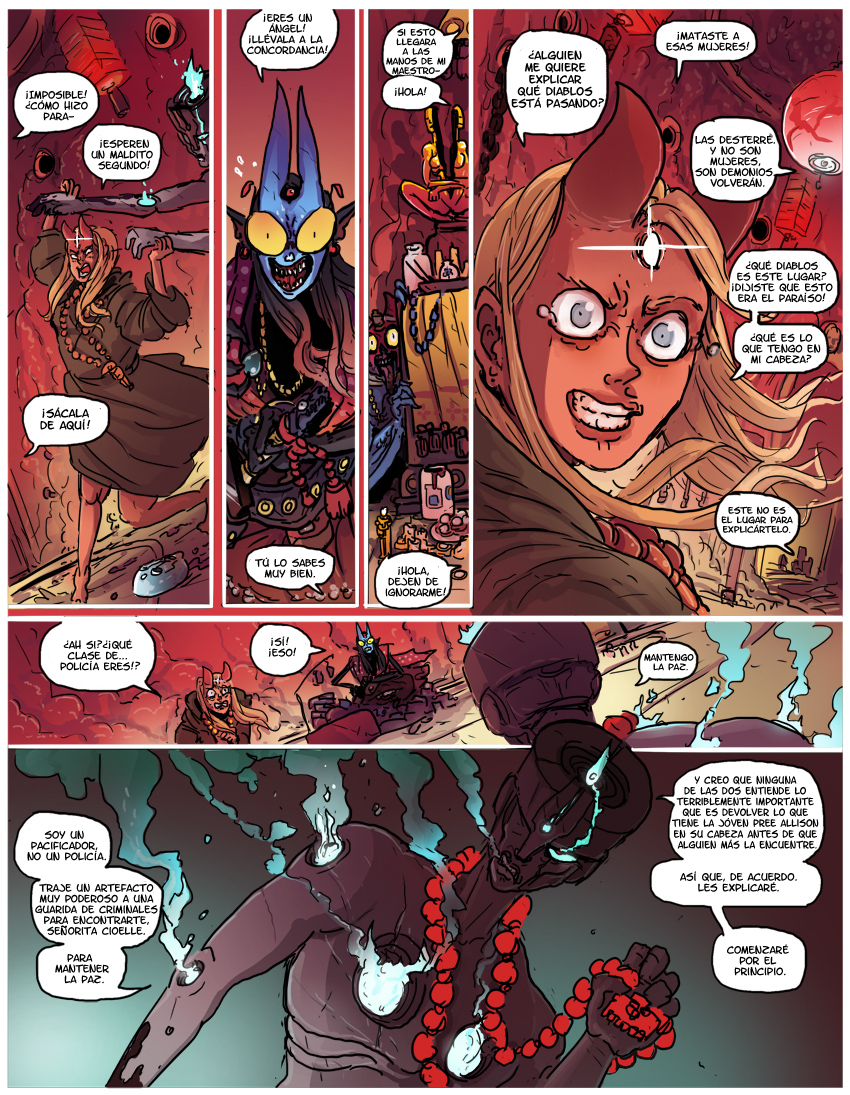 ¡IMPOSIBLE!
¿CÓMO HIZO
PARA-
¡ESPEREN
UN MALDITO
SEGUNDO!
¡SÁCALA
DE AQUÍ!
¡ERES UN
ÁNGEL!
¡LLÉVALA A LA
CONCORDANCIA!
TÚ LO SABES
MUY BIEN.
SI ESTO
LLEGARA
A LAS
MANOS DE MI
MAESTRO-
¡HOLA!
¡HOLA,
DEJEN DE
IGNORARME!
¿ALGUIEN
ME QUIERE
EXPLICAR
QUÉ DIABLOS
ESTÁ PASANDO?
¡MATASTE A
ESAS MUJERES!
LAS DESTERRÉ.
Y NO SON
MUJERES,
SON DEMONIOS.
VOLVERÁN.
¿QUÉ DIABLOS
ES ESTE LUGAR?
¡DIJISTE QUE ESTO
ERA EL PARAÍSO!
¿QUÉ ES LO
QUE TENGO EN
MI CABEZA?
ESTE NO ES
EL LUGAR PARA
EXPLICÁRTELO.
¿AH SI?¿¡QUÉ
CLASE DE...
POLICÍA ERES!?
¡SÍ!
¡ESO!
MANTENGO
LA PAZ.
SOY UN
PACIFICADOR,
NO UN POLICÍA.
TRAJE UN ARTEFACTO
MUY PODEROSO A UNA
GUARIDA DE CRIMINALES
PARA ENCONTRARTE,
SEÑORITA CIOELLE.
PARA
MANTENER
LA PAZ.
Y CREO QUE NINGUNA
DE LAS DOS ENTIENDE LO
TERRIBLEMENTE IMPORTANTE
QUE ES DEVOLVER LO QUE
TIENE LA JÓVEN PREE ALLISON
EN SU CABEZA ANTES DE QUE
ALGUIEN MÁS LA ENCUENTRE.
ASÍ QUE, DE ACUERDO.
LES EXPLICARÉ.
COMENZARÉ
POR EL
PRINCIPIO.